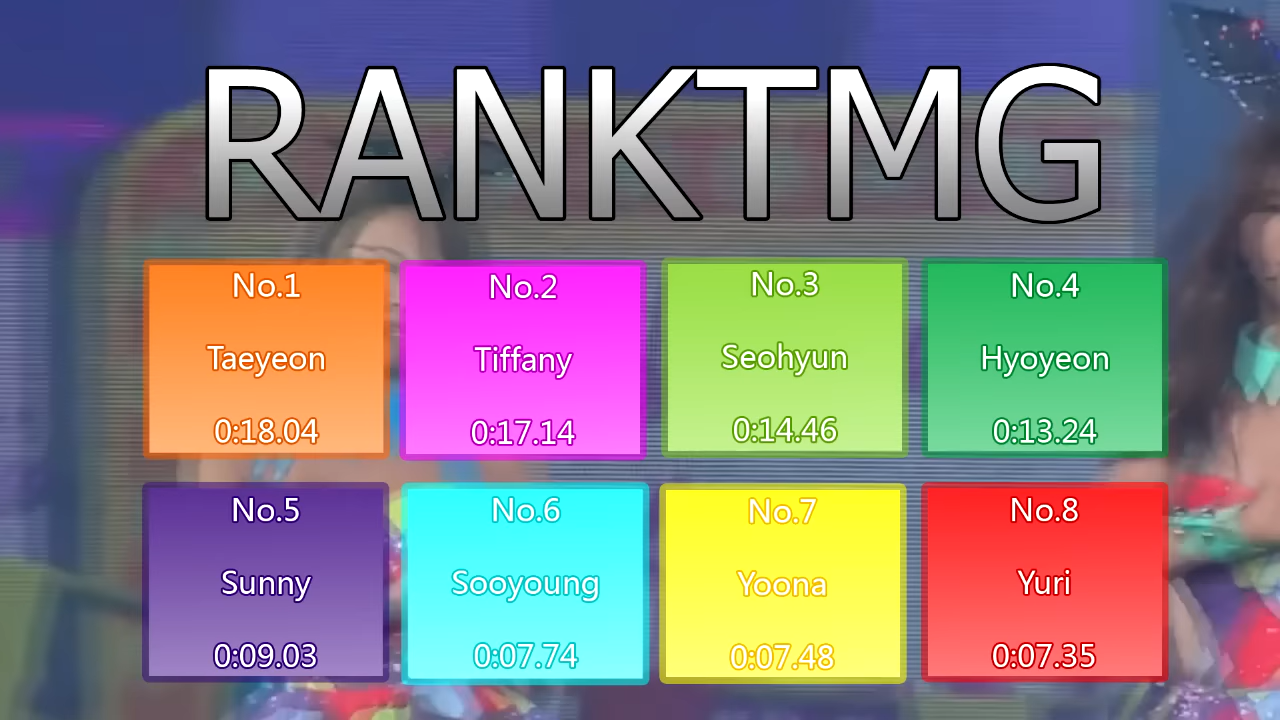 RANKTMG
No.1
Taeyeon
0:18.04
No.2
Tiffany
0:17.14
No.3
Seohyun
0:14.46
No.4
Hyoyeon
0:13.24
No.5
Sunny
0:09.03
No.6
Sooyoung
0:07.74
No.7
Yoona
0:07.48
No.8
Yuri
0:07.35